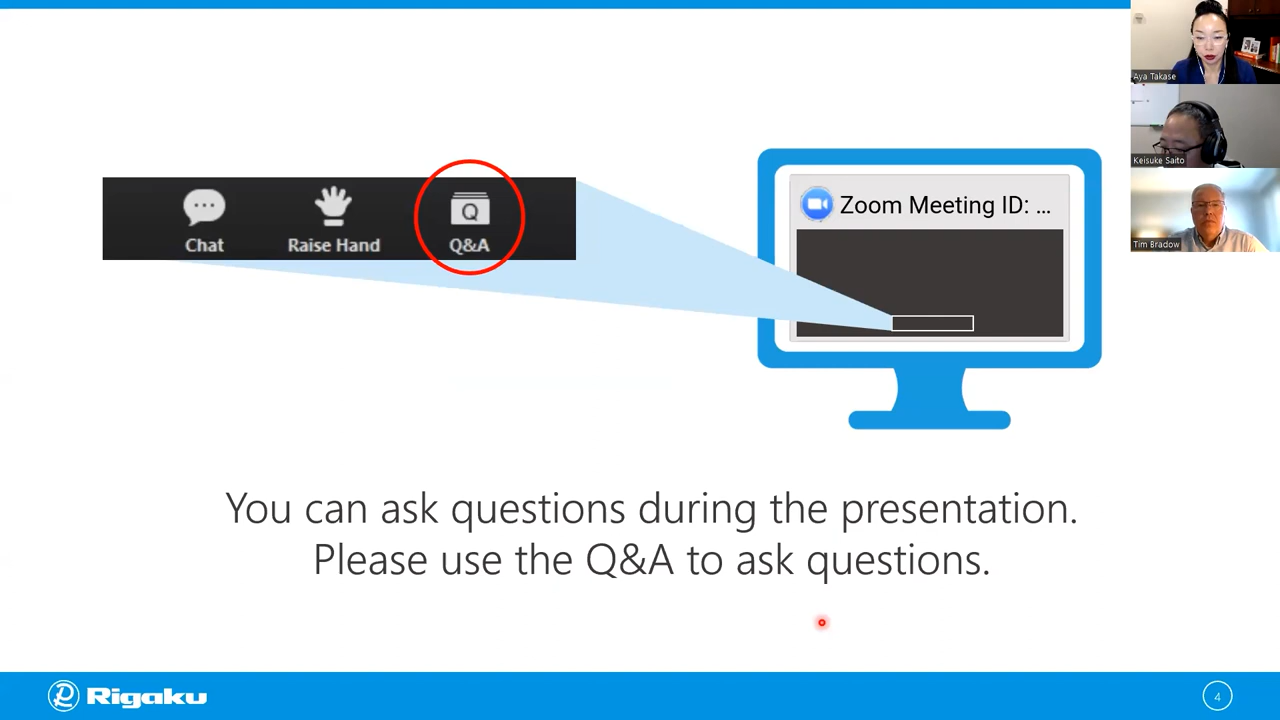 Aya Takase
Keisuke Saito
Tim Bradow
Chat
Raise Hand
Q
Q&A
Zoom Meeting ID: ...
You can ask questions during the presentation.
Please use the Q&A to ask questions.
Rigaku
4